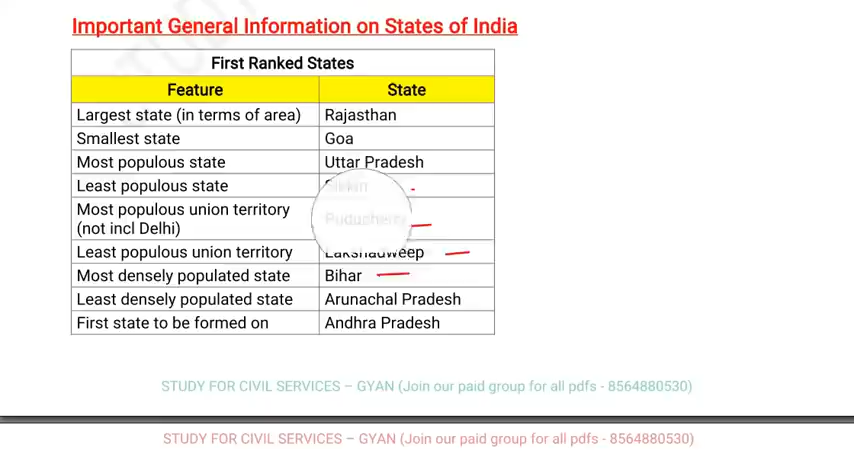 Important General Information on States of India
First Ranked States
Feature State
Largest state (in terms of area) Rajasthan
Smallest state Goa
Most populous state Uttar Pradesh
Least populous state Sikkim
Most populous union territory
(not incl Delhi) Puducherry
Least populous union territory Lakshadweep
Most densely populated state Bihar
Least densely populated state Arunachal Pradesh
First state to be formed on Andhra Pradesh
STUDY FOR CIVIL SERVICES – GYAN (Join our paid group for all pdfs - 8564880530)
STUDY FOR CIVIL SERVICES – GYAN (Join our paid group for all pdfs - 8564880530)